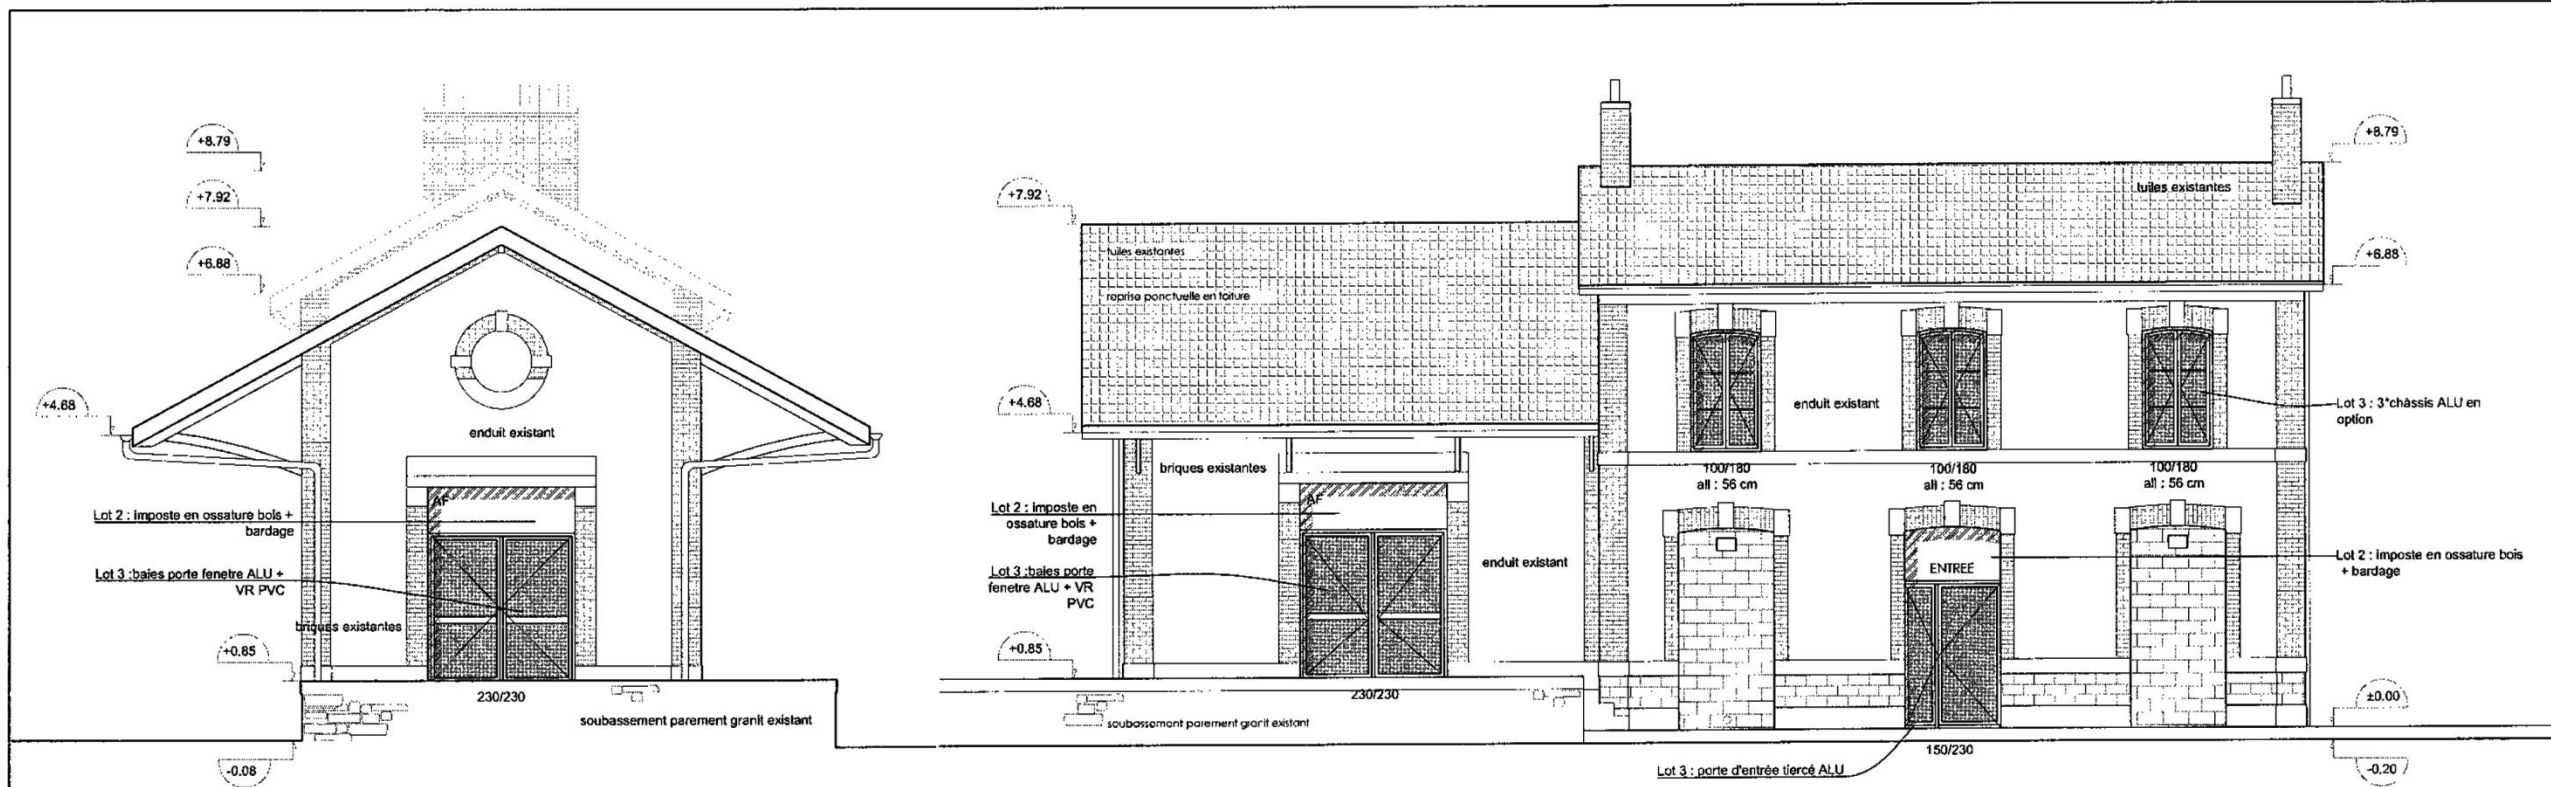 +8.79
+7.92
+6.88
+4.68
enduit existant
AF
Lot 2 : imposte en ossature bois +
bardage
Lot 3 :baies porte fenetre ALU +
VR PVC
briques existantes
+0.85
230/230
soubassement parement granit existant
-0.08
+7.92
tuiles existantes
reprise ponctuelle en toiture
+4.68
briques existantes
AF
Lot 2 : imposte en
ossature bois +
bardage
Lot 3 :baies porte
fenetre ALU + VR
PVC
enduit existant
+0.85
230/230
soubassement parement granit existant
+8.79
tuiles existantes
+6.88
enduit existant
Lot 3 : 3*châssis ALU en
option
100/180
all : 56 cm
100/180
all : 56 cm
100/180
all : 56 cm
ENTREE
Lot 2 : imposte en ossature bois
+ bardage
±0.00
150/230
Lot 3 : porte d'entrée tiercé ALU
-0.20